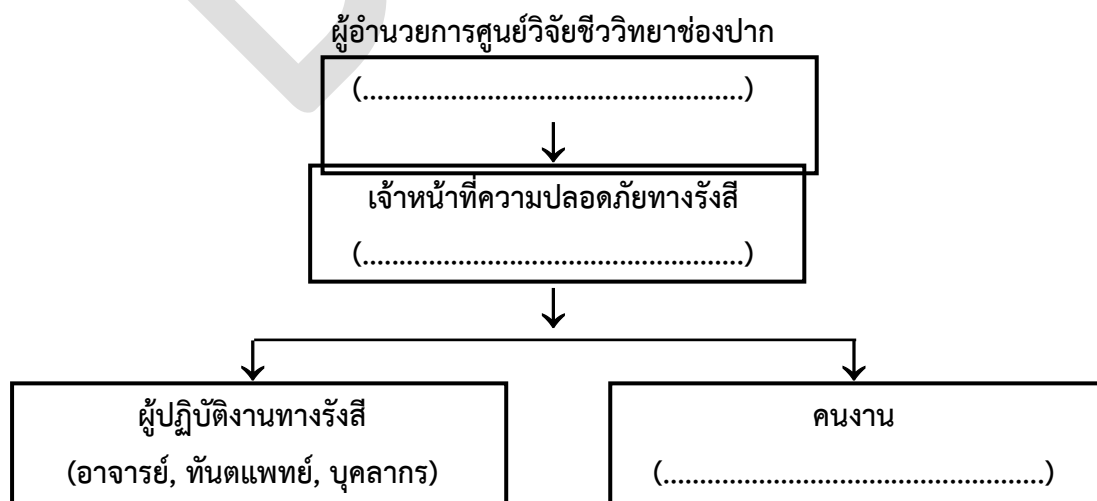 ผู้อำนวยการศูนย์วิจัยชีววิทยาช่องปาก
(....................................................)
เจ้าหน้าที่ความปลอดภัยทางรังสี
(....................................................)
ผู้ปฏิบัติงานทางรังสี
(อาจารย์, ทันตแพทย์, บุคลากร)
คนงาน
(....................................................)